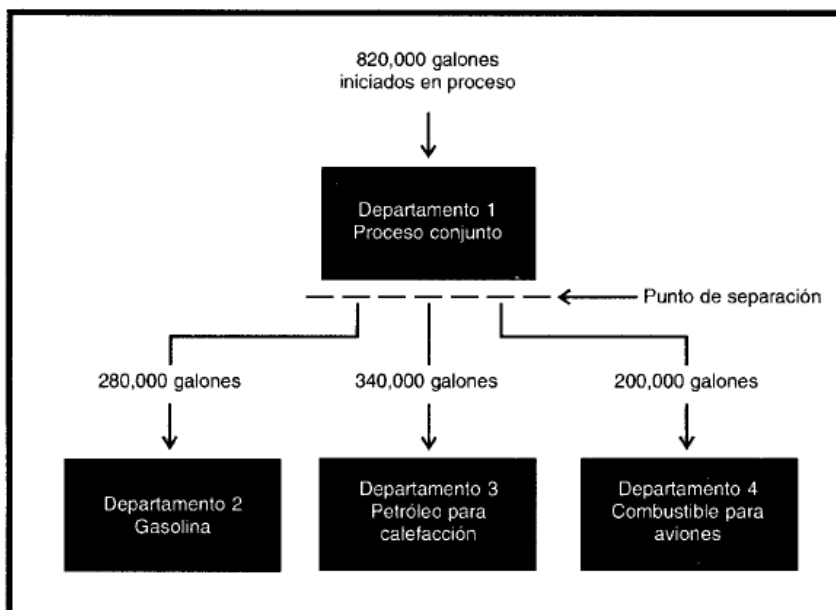 820,000 galones
iniciados en proceso
Departamento 1
Proceso conjunto
Punto de separación
280,000 galones
340,000 galones
200,000 galones
Departamento 2
Gasolina
Departamento 3
Petróleo para
calefacción
Departamento 4
Combustible para
aviones